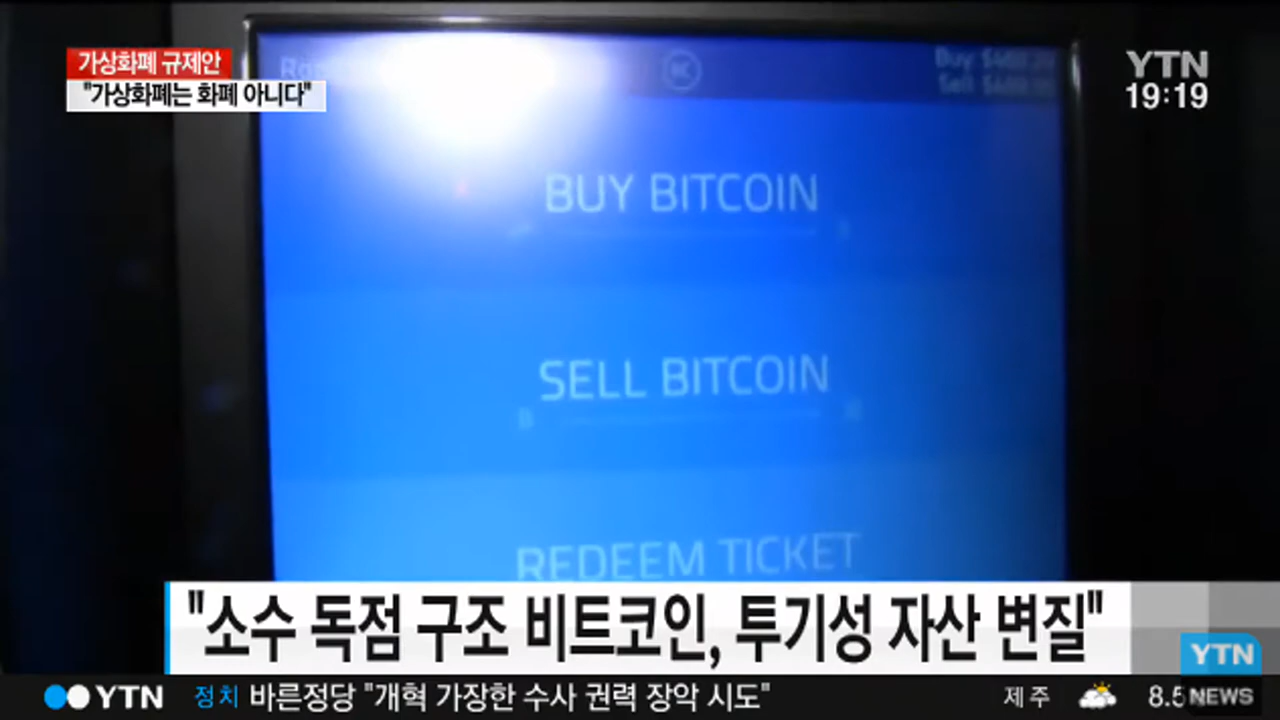 가상화폐 규제안
"가상화폐는 화폐 아니다"
YTN
19:19
Buy
Sell
BUY BITCOIN
SELL BITCOIN
REDEEM TICKET
"소수 독점 구조 비트코인, 투기성 자산 변질"
YTN
NEWS
YTN 정치 바른정당 "개혁 가장한 수사 권력 장악 시도" 제주